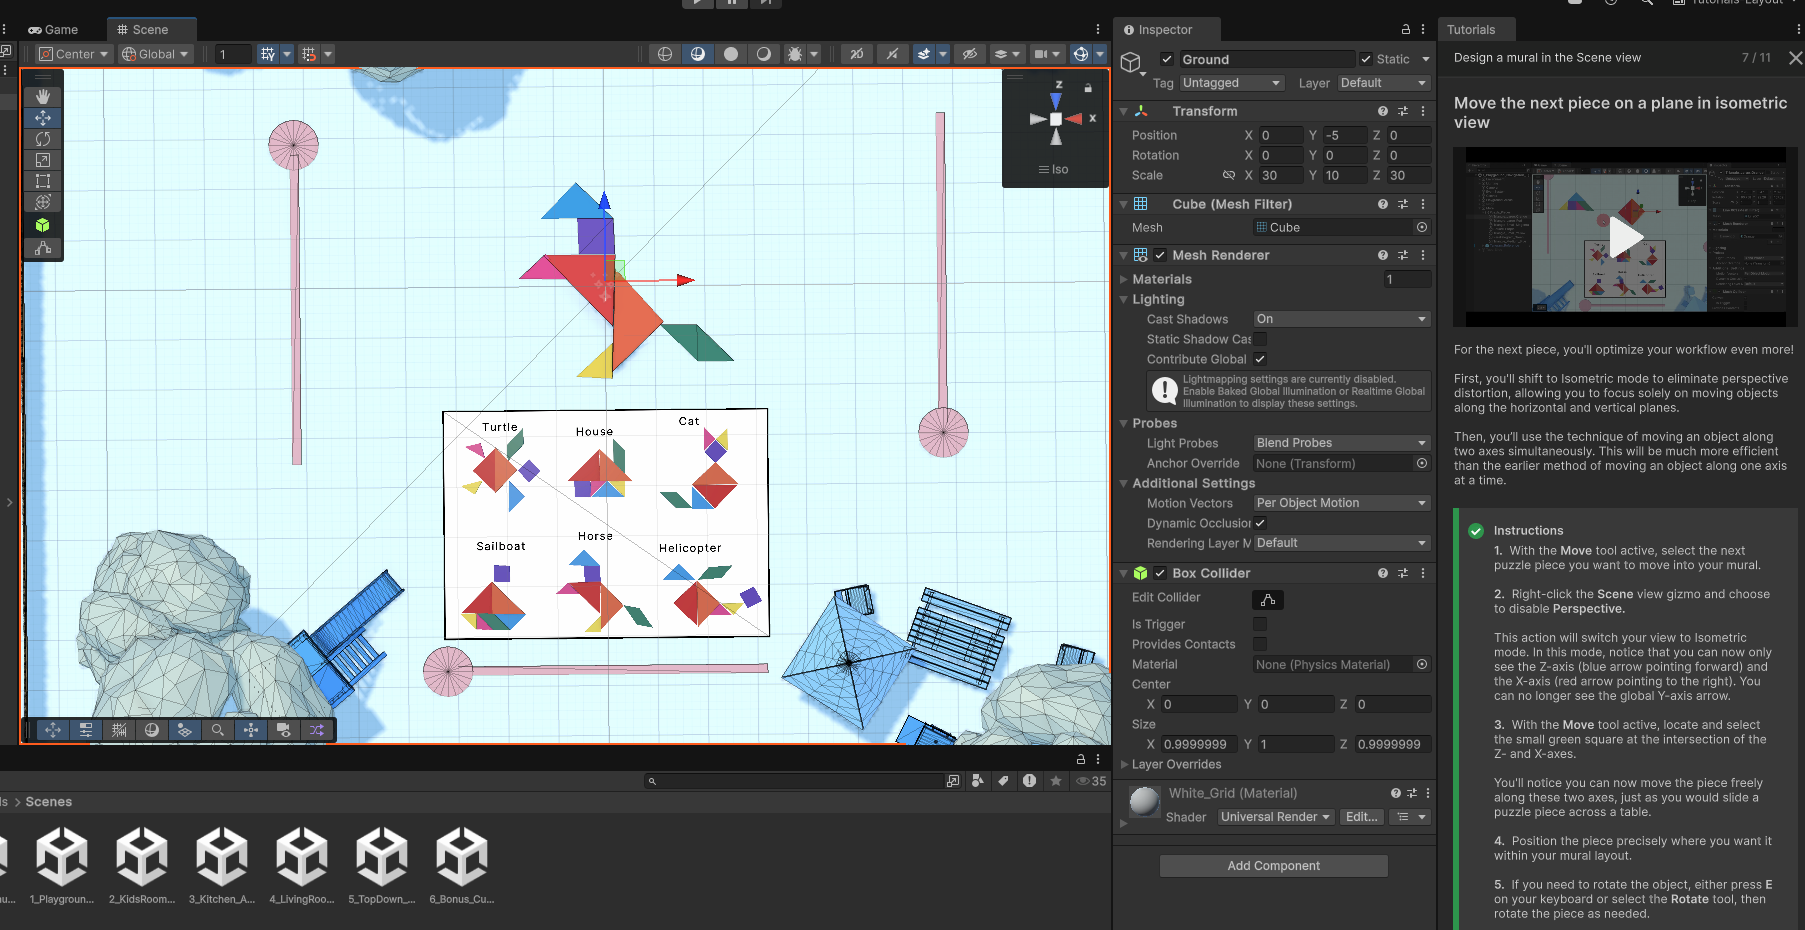 Tutorials Layout
Game
Scene
Center
Global
1
2D
Z
X
Iso
Turtle
House
Cat
Sailboat
Horse
Helicopter
35
Scenes
1_Playgroun...
2_KidsRoom...
3_Kitchen_A...
4_LivingRoo...
5_TopDown_...
6_Bonus_Cu...
Inspector
Ground
Static
Tag Untagged Layer Default
Transform
Position X 0 Y -5 Z 0
Rotation X 0 Y 0 Z 0
Scale X 30 Y 10 Z 30
Cube (Mesh Filter)
Mesh Cube
Mesh Renderer
Materials 1
Lighting
Cast Shadows On
Static Shadow Cas
Contribute Global
Lightmapping settings are currently disabled.
Enable Baked Global Illumination or Realtime Global
Illumination to display these settings.
Probes
Light Probes Blend Probes
Anchor Override None (Transform)
Additional Settings
Motion Vectors Per Object Motion
Dynamic Occlusion
Rendering Layer M Default
Box Collider
Edit Collider
Is Trigger
Provides Contacts
Material None (Physics Material)
Center
X 0 Y 0 Z 0
Size
X 0.9999999 Y 1 Z 0.9999999
Layer Overrides
White_Grid (Material)
Shader Universal Render Edit...
Add Component
Tutorials
Design a mural in the Scene view 7 / 11
Move the next piece on a plane in isometric
view
For the next piece, you'll optimize your workflow even more!
First, you'll shift to Isometric mode to eliminate perspective
distortion, allowing you to focus solely on moving objects
along the horizontal and vertical planes.
Then, you'll use the technique of moving an object along
two axes simultaneously. This will be much more efficient
than the earlier method of moving an object along one axis
at a time.
Instructions
1. With the Move tool active, select the next
puzzle piece you want to move into your mural.
2. Right-click the Scene view gizmo and choose
to disable Perspective.
This action will switch your view to Isometric
mode. In this mode, notice that you can now only
see the Z-axis (blue arrow pointing forward) and
the X-axis (red arrow pointing to the right). You
can no longer see the global Y-axis arrow.
3. With the Move tool active, locate and select
the small green square at the intersection of the
Z- and X-axes.
You'll notice you can now move the piece freely
along these two axes, just as you would slide a
puzzle piece across a table.
4. Position the piece precisely where you want it
within your mural layout.
5. If you need to rotate the object, either press E
on your keyboard or select the Rotate tool, then
rotate the piece as needed.